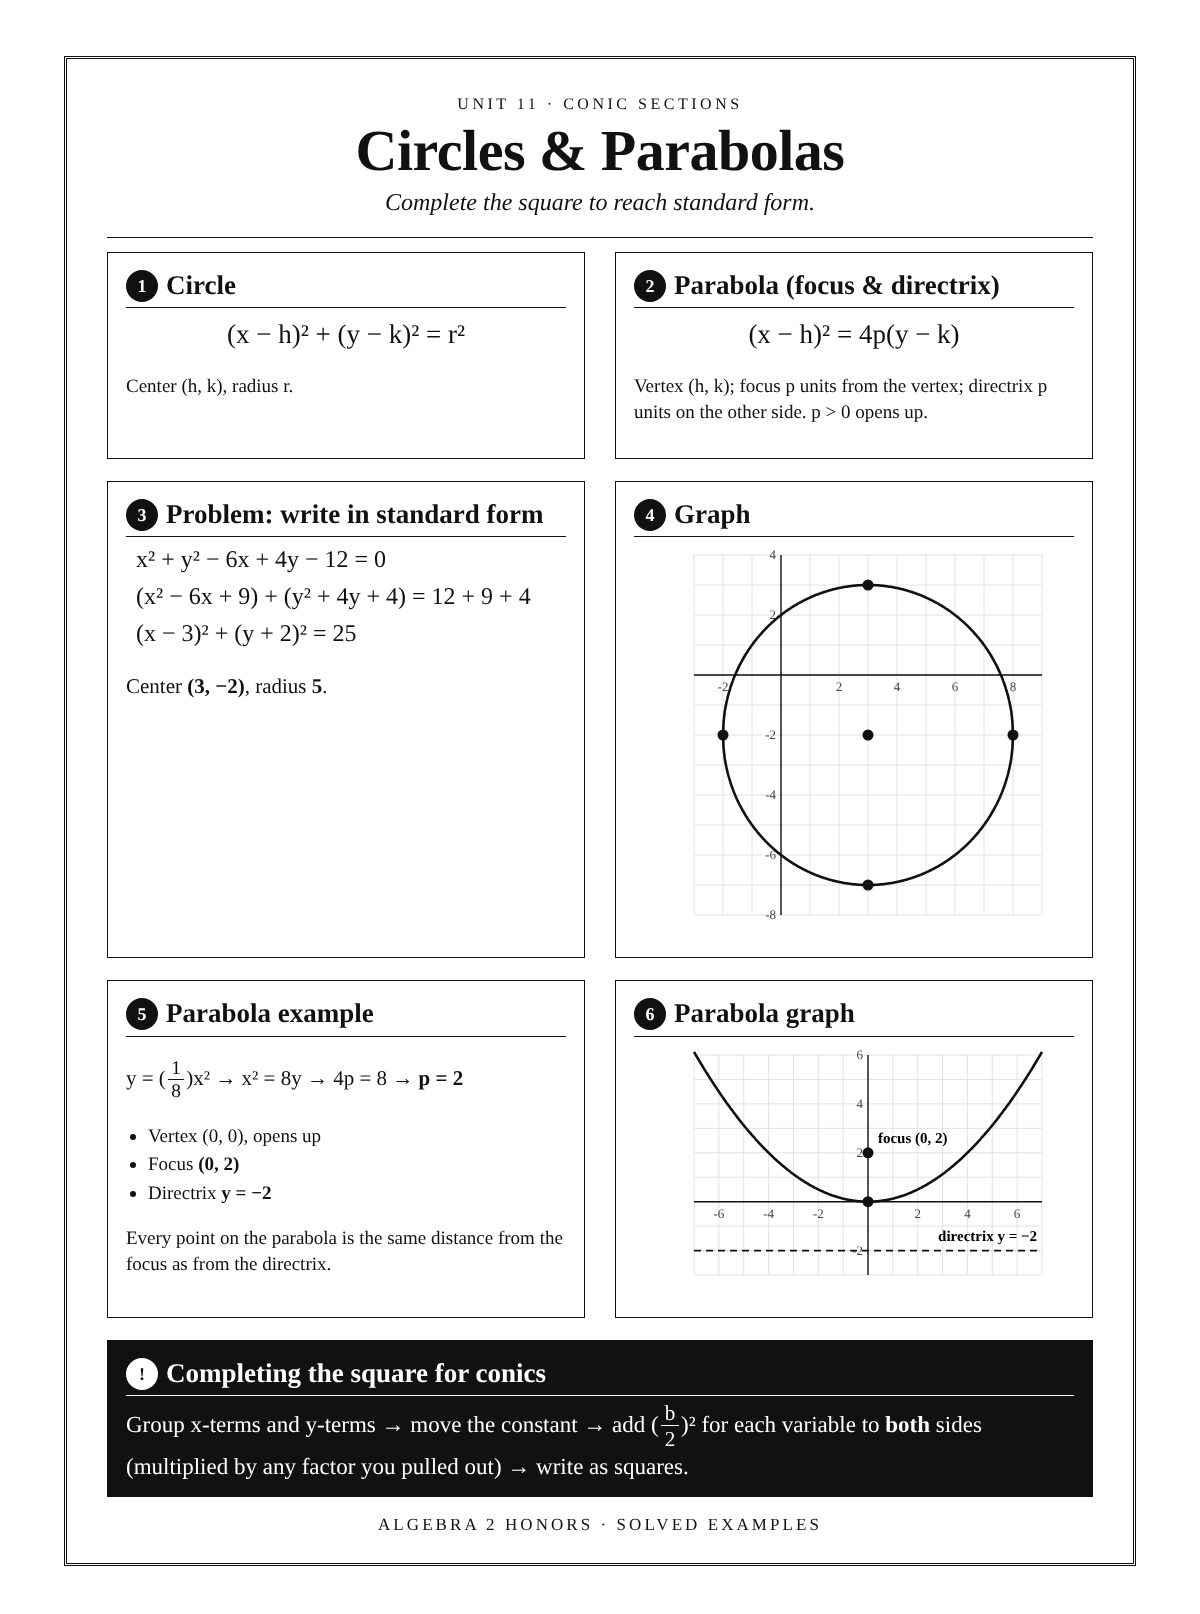 UNIT 11 · CONIC SECTIONS
Circles & Parabolas
Complete the square to reach standard form.
1 Circle
(x − h)² + (y − k)² = r²
Center (h, k), radius r.
2 Parabola (focus & directrix)
(x − h)² = 4p(y − k)
Vertex (h, k); focus p units from the vertex; directrix p
units on the other side. p > 0 opens up.
3 Problem: write in standard form
x² + y² − 6x + 4y − 12 = 0
(x² − 6x + 9) + (y² + 4y + 4) = 12 + 9 + 4
(x − 3)² + (y + 2)² = 25
Center (3, −2), radius 5.
4 Graph
4
2
-2 2 4 6 8
-2
-4
-6
-8
5 Parabola example
y = (1/8)x² → x² = 8y → 4p = 8 → p = 2
• Vertex (0, 0), opens up
• Focus (0, 2)
• Directrix y = −2
Every point on the parabola is the same distance from the
focus as from the directrix.
6 Parabola graph
6
4
focus (0, 2)
2
-6 -4 -2 2 4 6
directrix y = −2
-2
! Completing the square for conics
Group x-terms and y-terms → move the constant → add (b/2)² for each variable to both sides
(multiplied by any factor you pulled out) → write as squares.
ALGEBRA 2 HONORS · SOLVED EXAMPLES